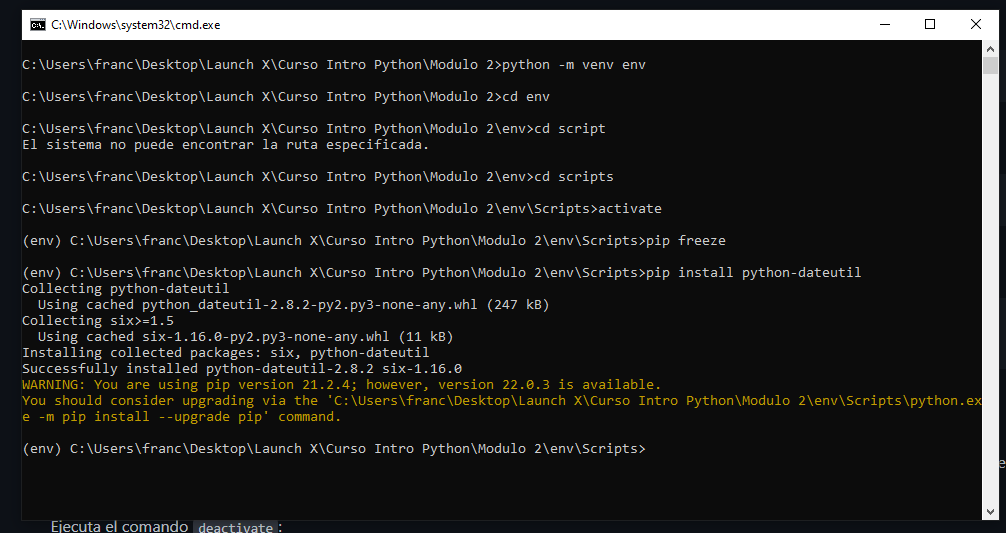 C:\Windows\system32\cmd.exe
C:\Users\franc\Desktop\Launch X\Curso Intro Python\Modulo 2>python -m venv env
C:\Users\franc\Desktop\Launch X\Curso Intro Python\Modulo 2>cd env
C:\Users\franc\Desktop\Launch X\Curso Intro Python\Modulo 2\env>cd script
El sistema no puede encontrar la ruta especificada.
C:\Users\franc\Desktop\Launch X\Curso Intro Python\Modulo 2\env>cd scripts
C:\Users\franc\Desktop\Launch X\Curso Intro Python\Modulo 2\env\Scripts>activate
(env) C:\Users\franc\Desktop\Launch X\Curso Intro Python\Modulo 2\env\Scripts>pip freeze
(env) C:\Users\franc\Desktop\Launch X\Curso Intro Python\Modulo 2\env\Scripts>pip install python-dateutil
Collecting python-dateutil
  Using cached python_dateutil-2.8.2-py2.py3-none-any.whl (247 kB)
Collecting six>=1.5
  Using cached six-1.16.0-py2.py3-none-any.whl (11 kB)
Installing collected packages: six, python-dateutil
Successfully installed python-dateutil-2.8.2 six-1.16.0
WARNING: You are using pip version 21.2.4; however, version 22.0.3 is available.
You should consider upgrading via the 'C:\Users\franc\Desktop\Launch X\Curso Intro Python\Modulo 2\env\Scripts\python.ex
e -m pip install --upgrade pip' command.
(env) C:\Users\franc\Desktop\Launch X\Curso Intro Python\Modulo 2\env\Scripts>
Ejecuta el comando deactivate: